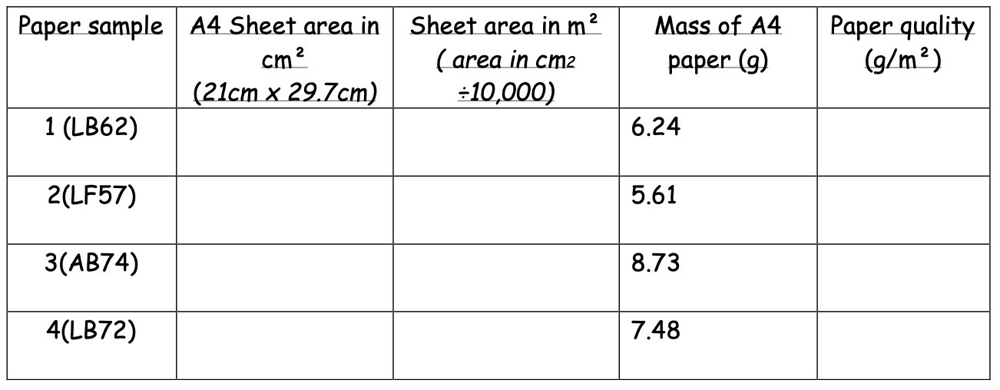 Paper sample
A4 Sheet area in
cm²
(21cm x 29.7cm)
Sheet area in m²
( area in cm2
÷10,000)
Mass of A4
paper (g)
Paper quality
(g/m²)
1 (LB62)
6.24
2(LF57)
5.61
3(AB74)
8.73
4(LB72)
7.48